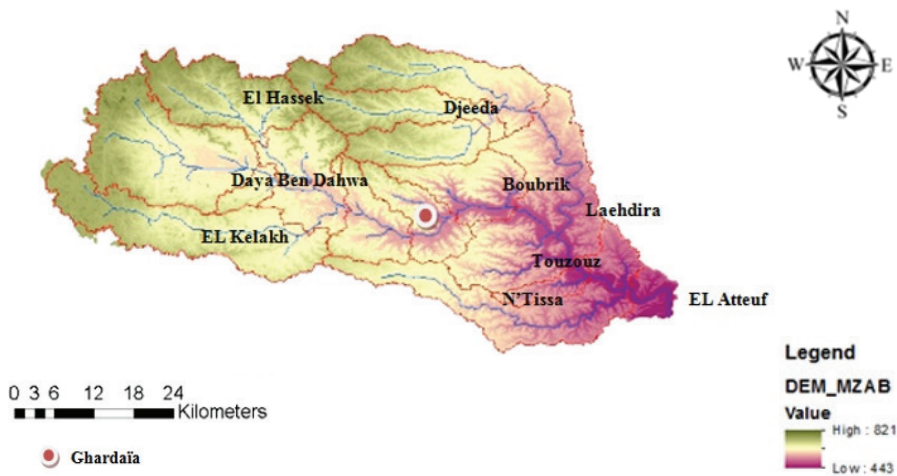 N
W E
S
El Hassek
Djeeda
Daya Ben Dahwa
Boubrik
Laehdira
EL Kelakh
Touzouz
N'Tissa
EL Atteuf
0 3 6 12 18 24
Kilometers
Ghardaïa
Legend
DEM_MZAB
Value
High : 821
Low : 443